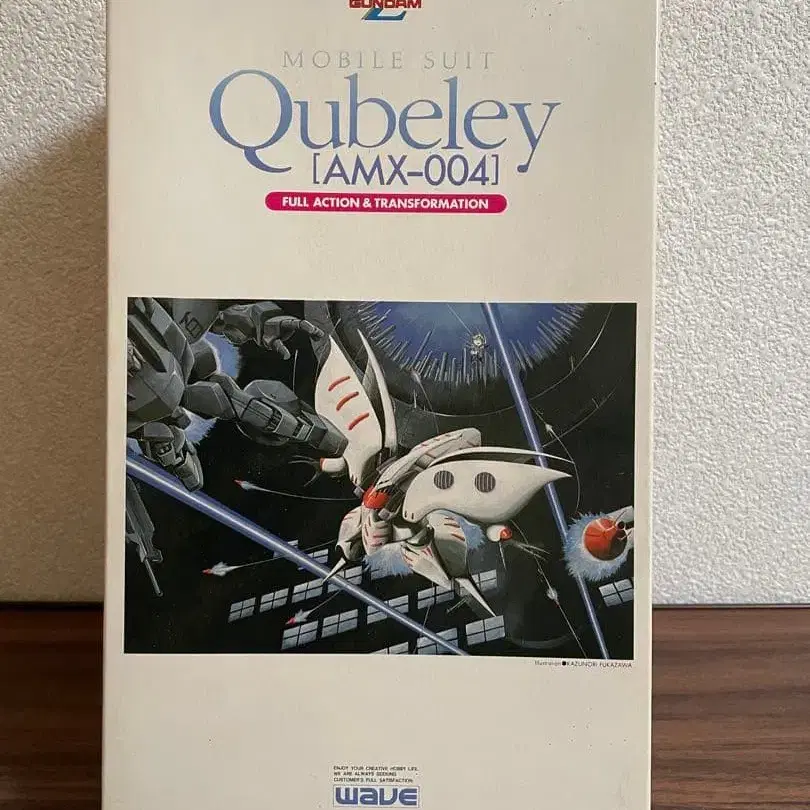 GUNDAM
MOBILE SUIT
Qubeley
[AMX-004]
FULL ACTION & TRANSFORMATION
Illustration●KAZUNORI FUKAZAWA
ENJOY YOUR CREATIVE HOBBY LIFE.
WE ARE ALWAYS SEEKING
CUSTOMER'S FULL SATISFACTION.
wave